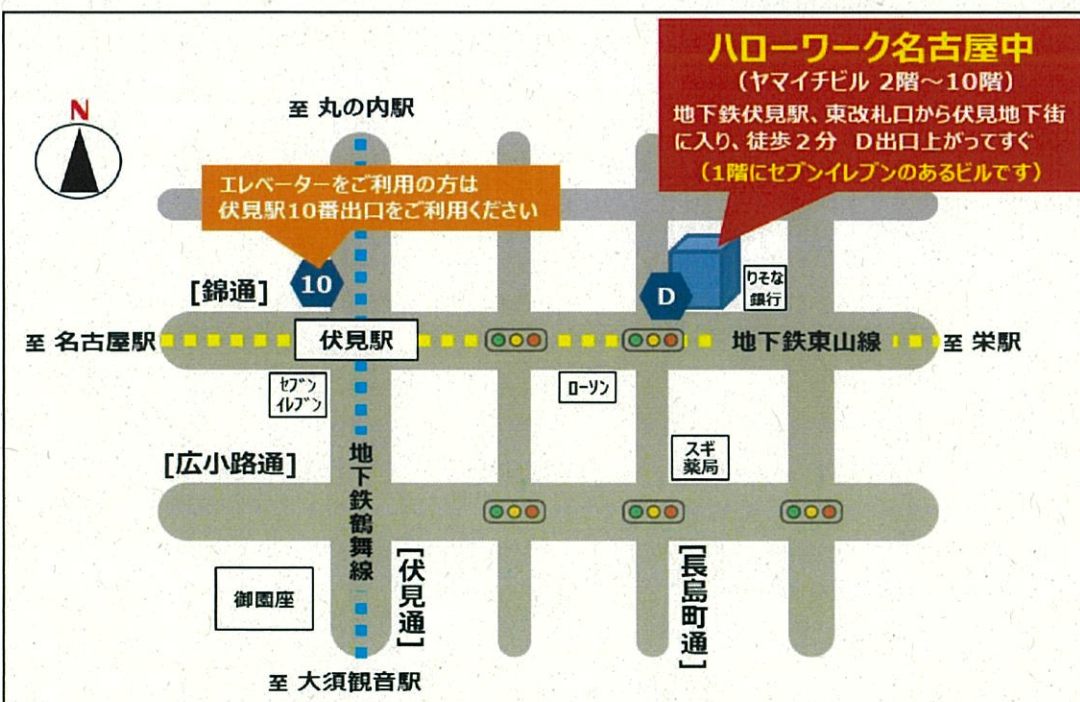 ハローワーク名古屋中
(ヤマイチビル 2階～10階)
地下鉄伏見駅、東改札口から伏見地下街
に入り、徒歩2分 D出口上がってすぐ
(1階にセブンイレブンのあるビルです)
N
至 丸の内駅
エレベーターをご利用の方は
伏見駅10番出口をご利用ください
10
[錦通]
D
りそな
銀行
至 名古屋駅
伏見駅
地下鉄東山線
至 栄駅
ｾﾌﾞﾝ
ｲﾚﾌﾞﾝ
ローソン
[広小路通]
スギ
薬局
地下鉄鶴舞線
[伏見通]
[長島町通]
御園座
至 大須観音駅